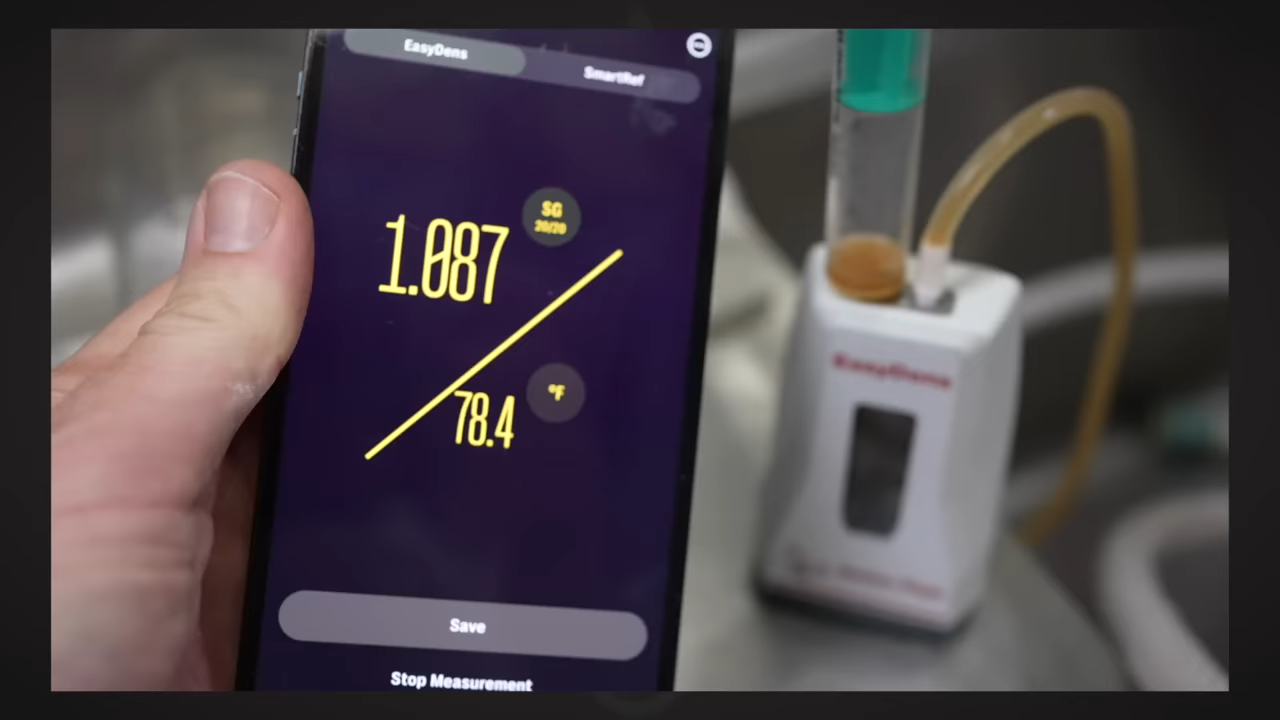 EasyDens
SmartRef
1.087
SG
20/20
78.4
°F
Save
Stop Measurement
EasyDens